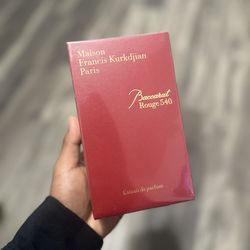 Maison
Francis Kurkdjian
Paris
Baccarat
Rouge 540
Extrait de parfum